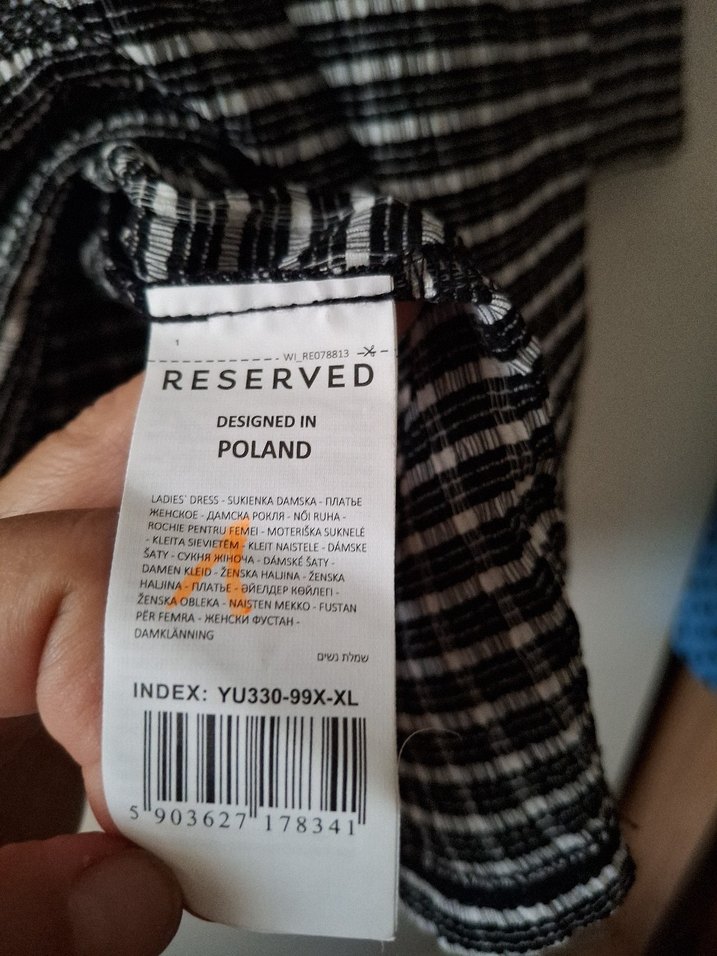 1
WI_RE078813
RESERVED
DESIGNED IN
POLAND
LADIES' DRESS - SUKIENKA DAMSKA - ПЛАТЬЕ
ЖЕНСКОЕ - ДАМСКА РОКЛЯ - NŐI RUHA -
ROCHIE PENTRU FEMEI - MOTERIŠKA SUKNELĖ
- KLEITA SIEVIETĒM - KLEIT NAISTELE - DÁMSKE
ŠATY - СУКНЯ ЖІНОЧА - DÁMSKÉ ŠATY -
DAMEN KLEID - ŽENSKA HALJINA - ŽENSKA
HALJINA - ПЛАТЬЕ - ӘЙЕЛДЕР КӨЙЛЕГІ -
ŽENSKA OBLEKA - NAISTEN MEKKO - FUSTAN
PËR FEMRA - ЖЕНСКИ ФУСТАН -
DAMKLÄNNING
שמלת נשים
INDEX: YU330-99X-XL
5 903627 178341